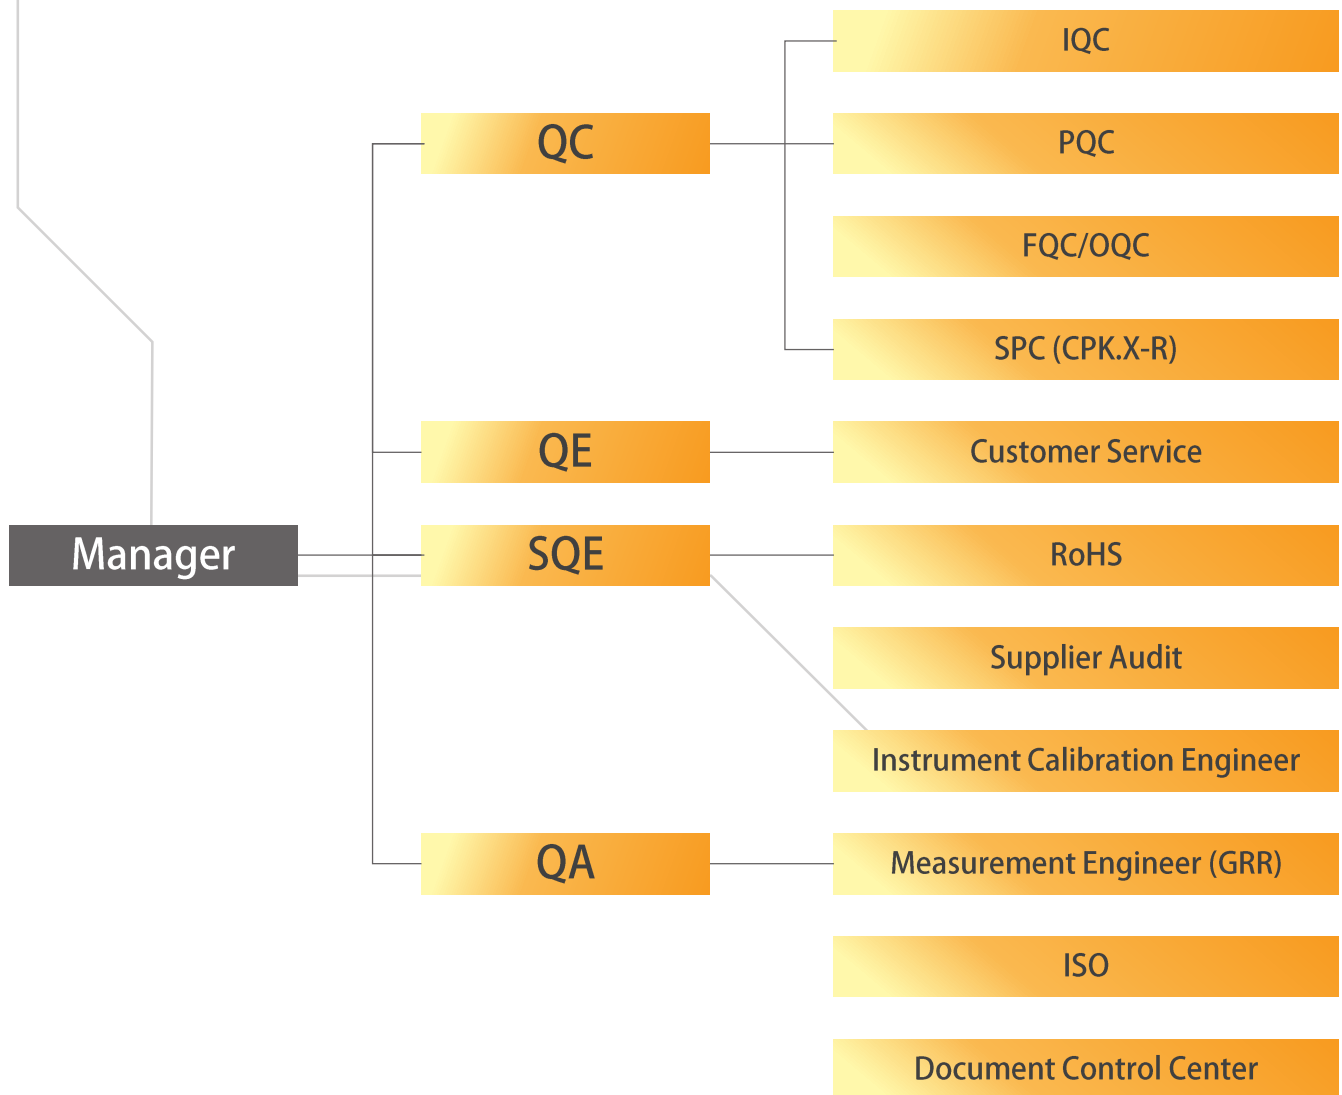 IQC
QC
PQC
FQC/OQC
SPC (CPK.X-R)
QE
Customer Service
Manager
SQE
RoHS
Supplier Audit
Instrument Calibration Engineer
QA
Measurement Engineer (GRR)
ISO
Document Control Center